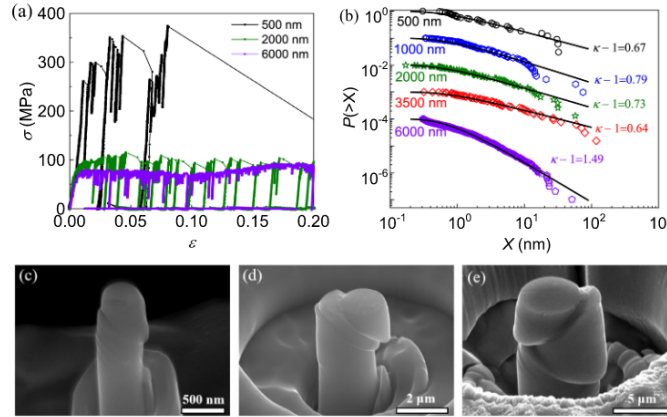 (a)
500 nm
2000 nm
6000 nm
σ (MPa)
400
300
200
100
0
0.00
0.05
0.10
0.15
0.20
ε
(b)
P(>X)
10⁰
10⁻²
10⁻⁴
10⁻⁶
500 nm
1000 nm
2000 nm
3500 nm
6000 nm
κ − 1=0.67
κ − 1=0.79
κ − 1=0.73
κ − 1=0.64
κ − 1=1.49
10⁻¹
10⁰
10¹
10²
X (nm)
(c)
500 nm
(d)
2 μm
(e)
5 μm